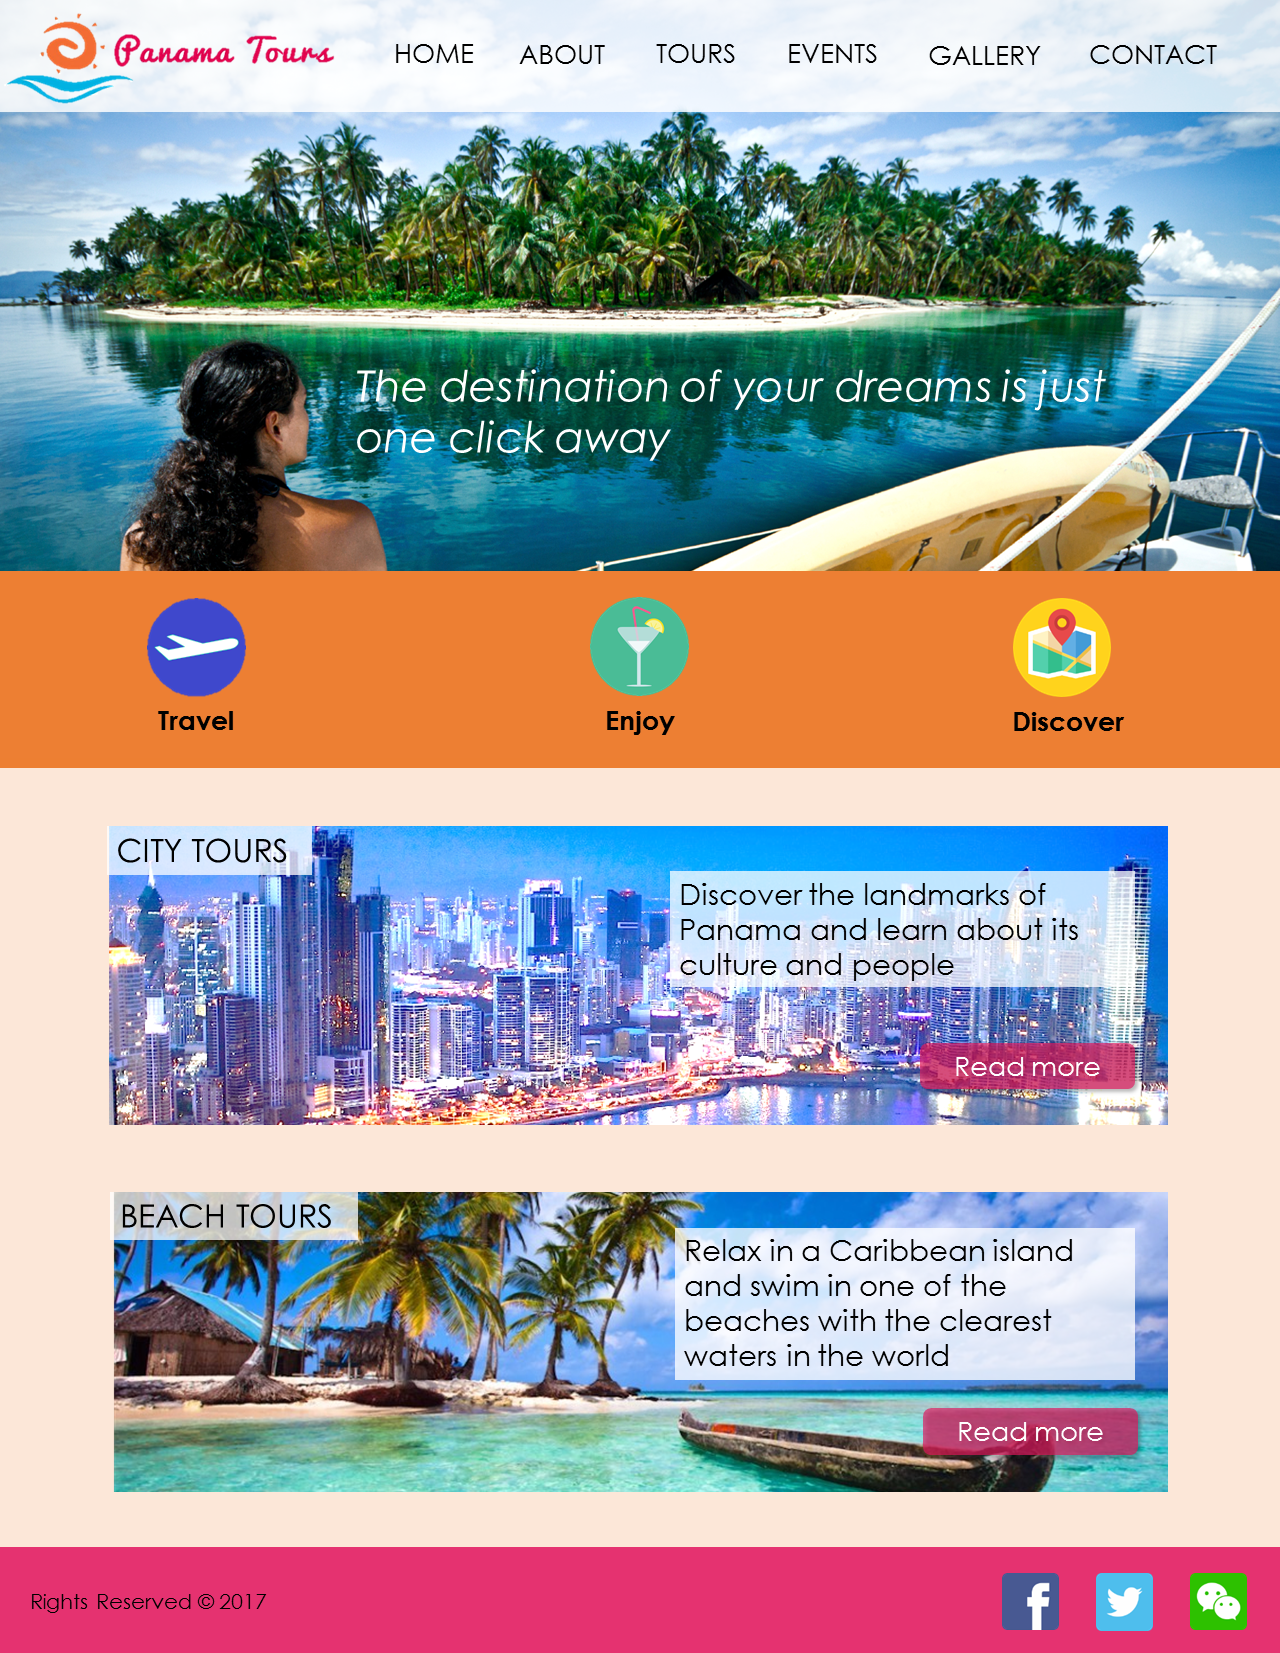 Panama Tours
HOME
ABOUT
TOURS
EVENTS
GALLERY
CONTACT
The destination of your dreams is just
one click away
Travel
Enjoy
Discover
CITY TOURS
Discover the landmarks of
Panama and learn about its
culture and people
Read more
BEACH TOURS
Relax in a Caribbean island
and swim in one of the
beaches with the clearest
waters in the world
Read more
Rights Reserved © 2017